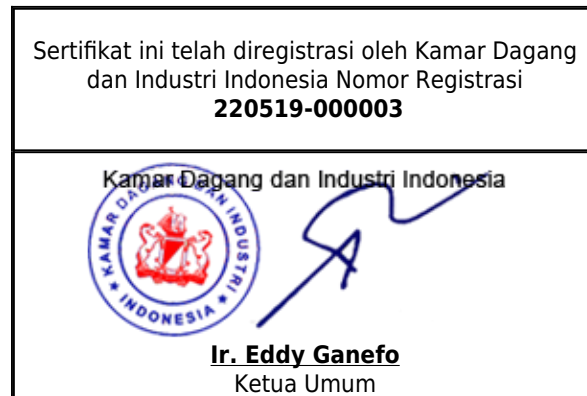 Sertifikat ini telah diregistrasi oleh Kamar Dagang
dan Industri Indonesia Nomor Registrasi
220519-000003
Kamar Dagang dan Industri Indonesia
KAMAR DAGANG DAN INDUSTRI
INDONESIA
Ir. Eddy Ganefo
Ketua Umum